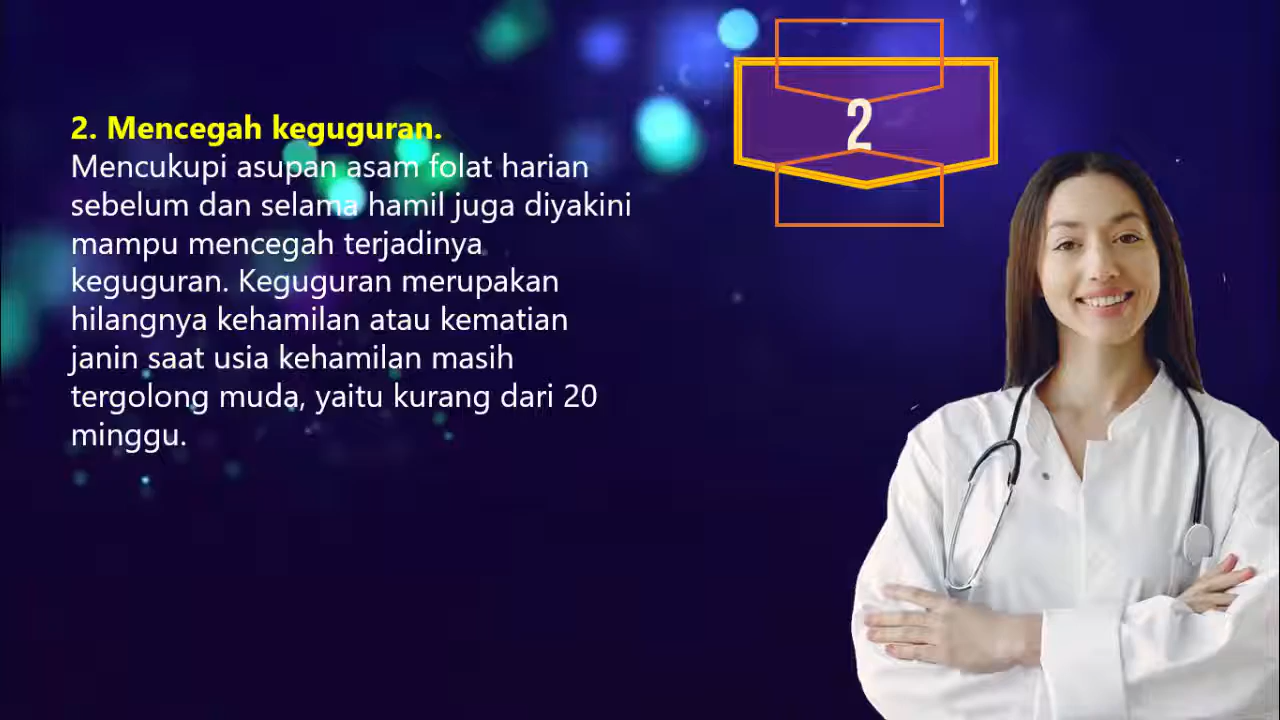 2
2. Mencegah keguguran.
Mencukupi asupan asam folat harian
sebelum dan selama hamil juga diyakini
mampu mencegah terjadinya
keguguran. Keguguran merupakan
hilangnya kehamilan atau kematian
janin saat usia kehamilan masih
tergolong muda, yaitu kurang dari 20
minggu.